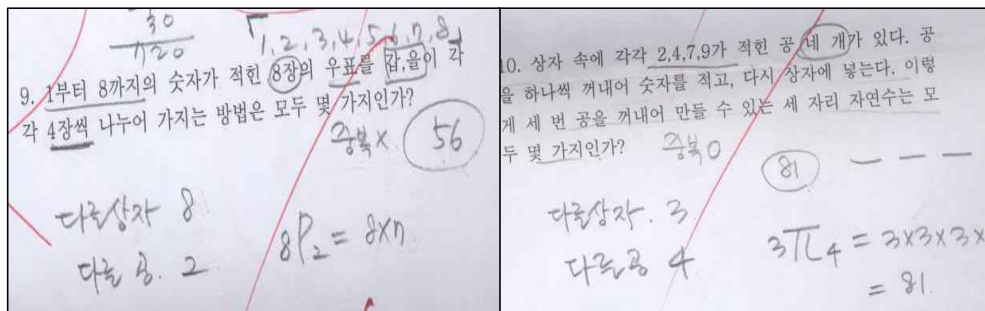 30
720
1, 2, 3, 4, 5, 6, 7, 8
9. 1부터 8까지의 숫자가 적힌 8장의 우표를 갑,을이 각
각 4장씩 나누어 가지는 방법은 모두 몇 가지인가?
중복 ×
56
다른상자 8
다른 공. 2
8P2 = 8×7
10. 상자 속에 각각 2,4,7,9가 적힌 공 네 개가 있다. 공
을 하나씩 꺼내어 숫자를 적고, 다시 상자에 넣는다. 이렇
게 세 번 공을 꺼내어 만들 수 있는 세 자리 자연수는 모
두 몇 가지인가?
중복 O
81
다른상자. 3
다른공 4
3π4 = 3×3×3×
= 81.